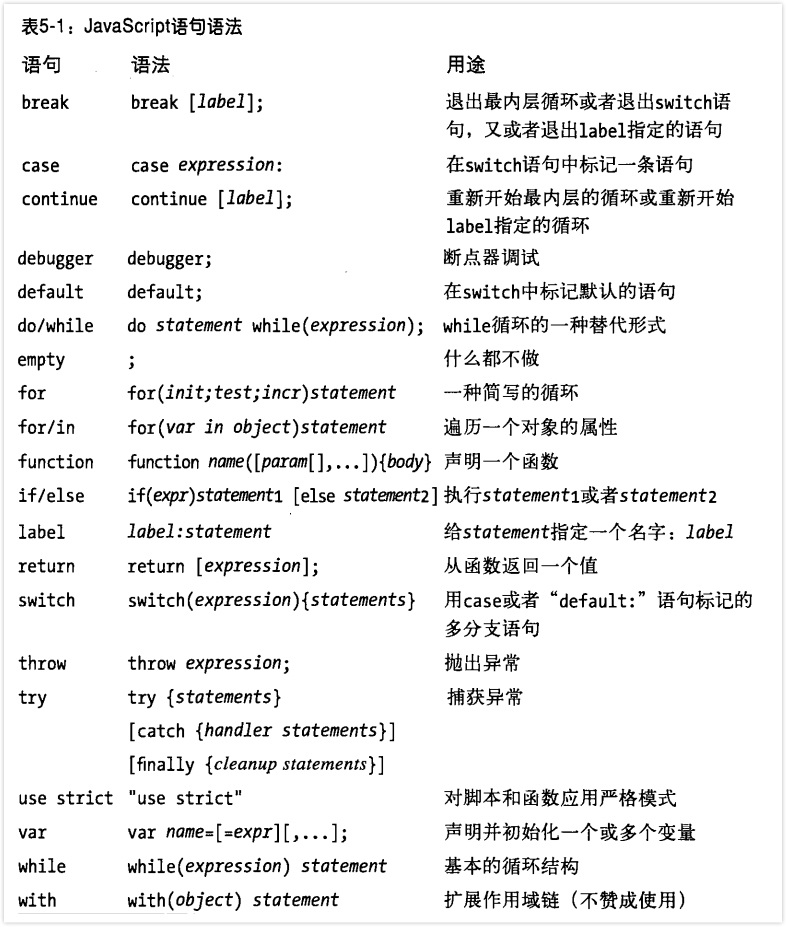 表5-1：JavaScript语句语法
语句 语法 用途
break break [label]; 退出最内层循环或者退出switch语
句，又或者退出label指定的语句
case case expression: 在switch语句中标记一条语句
continue continue [label]; 重新开始最内层的循环或重新开始
label指定的循环
debugger debugger; 断点器调试
default default; 在switch中标记默认的语句
do/while do statement while(expression); while循环的一种替代形式
empty ; 什么都不做
for for(init;test;incr)statement 一种简写的循环
for/in for(var in object)statement 遍历一个对象的属性
function function name([param[],...]){body} 声明一个函数
if/else if(expr)statement1 [else statement2] 执行statement1或者statement2
label label:statement 给statement指定一个名字：label
return return [expression]; 从函数返回一个值
switch switch(expression){statements} 用case或者“default:”语句标记的
多分支语句
throw throw expression; 抛出异常
try try {statements} 捕获异常
[catch {handler statements}]
[finally {cleanup statements}]
use strict "use strict" 对脚本和函数应用严格模式
var var name=[=expr][,...]; 声明并初始化一个或多个变量
while while(expression) statement 基本的循环结构
with with(object) statement 扩展作用域链（不赞成使用）